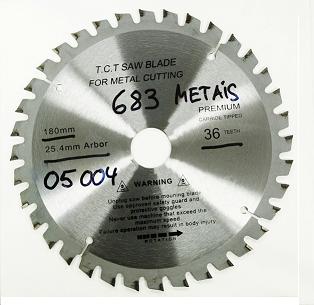 T.C.T SAW BLADE
FOR METAL CUTTING
683 METAIS
PREMIUM
CARBIDE TIPPED
180mm
36 TEETH
25.4mm Arbor
05004
WARNING
Unplug saw before mounting blade
Use approved safety guard and
protective goggles
Never use machine that exceed the
maximum speed
Failure operation may result in body injury
ROTATION